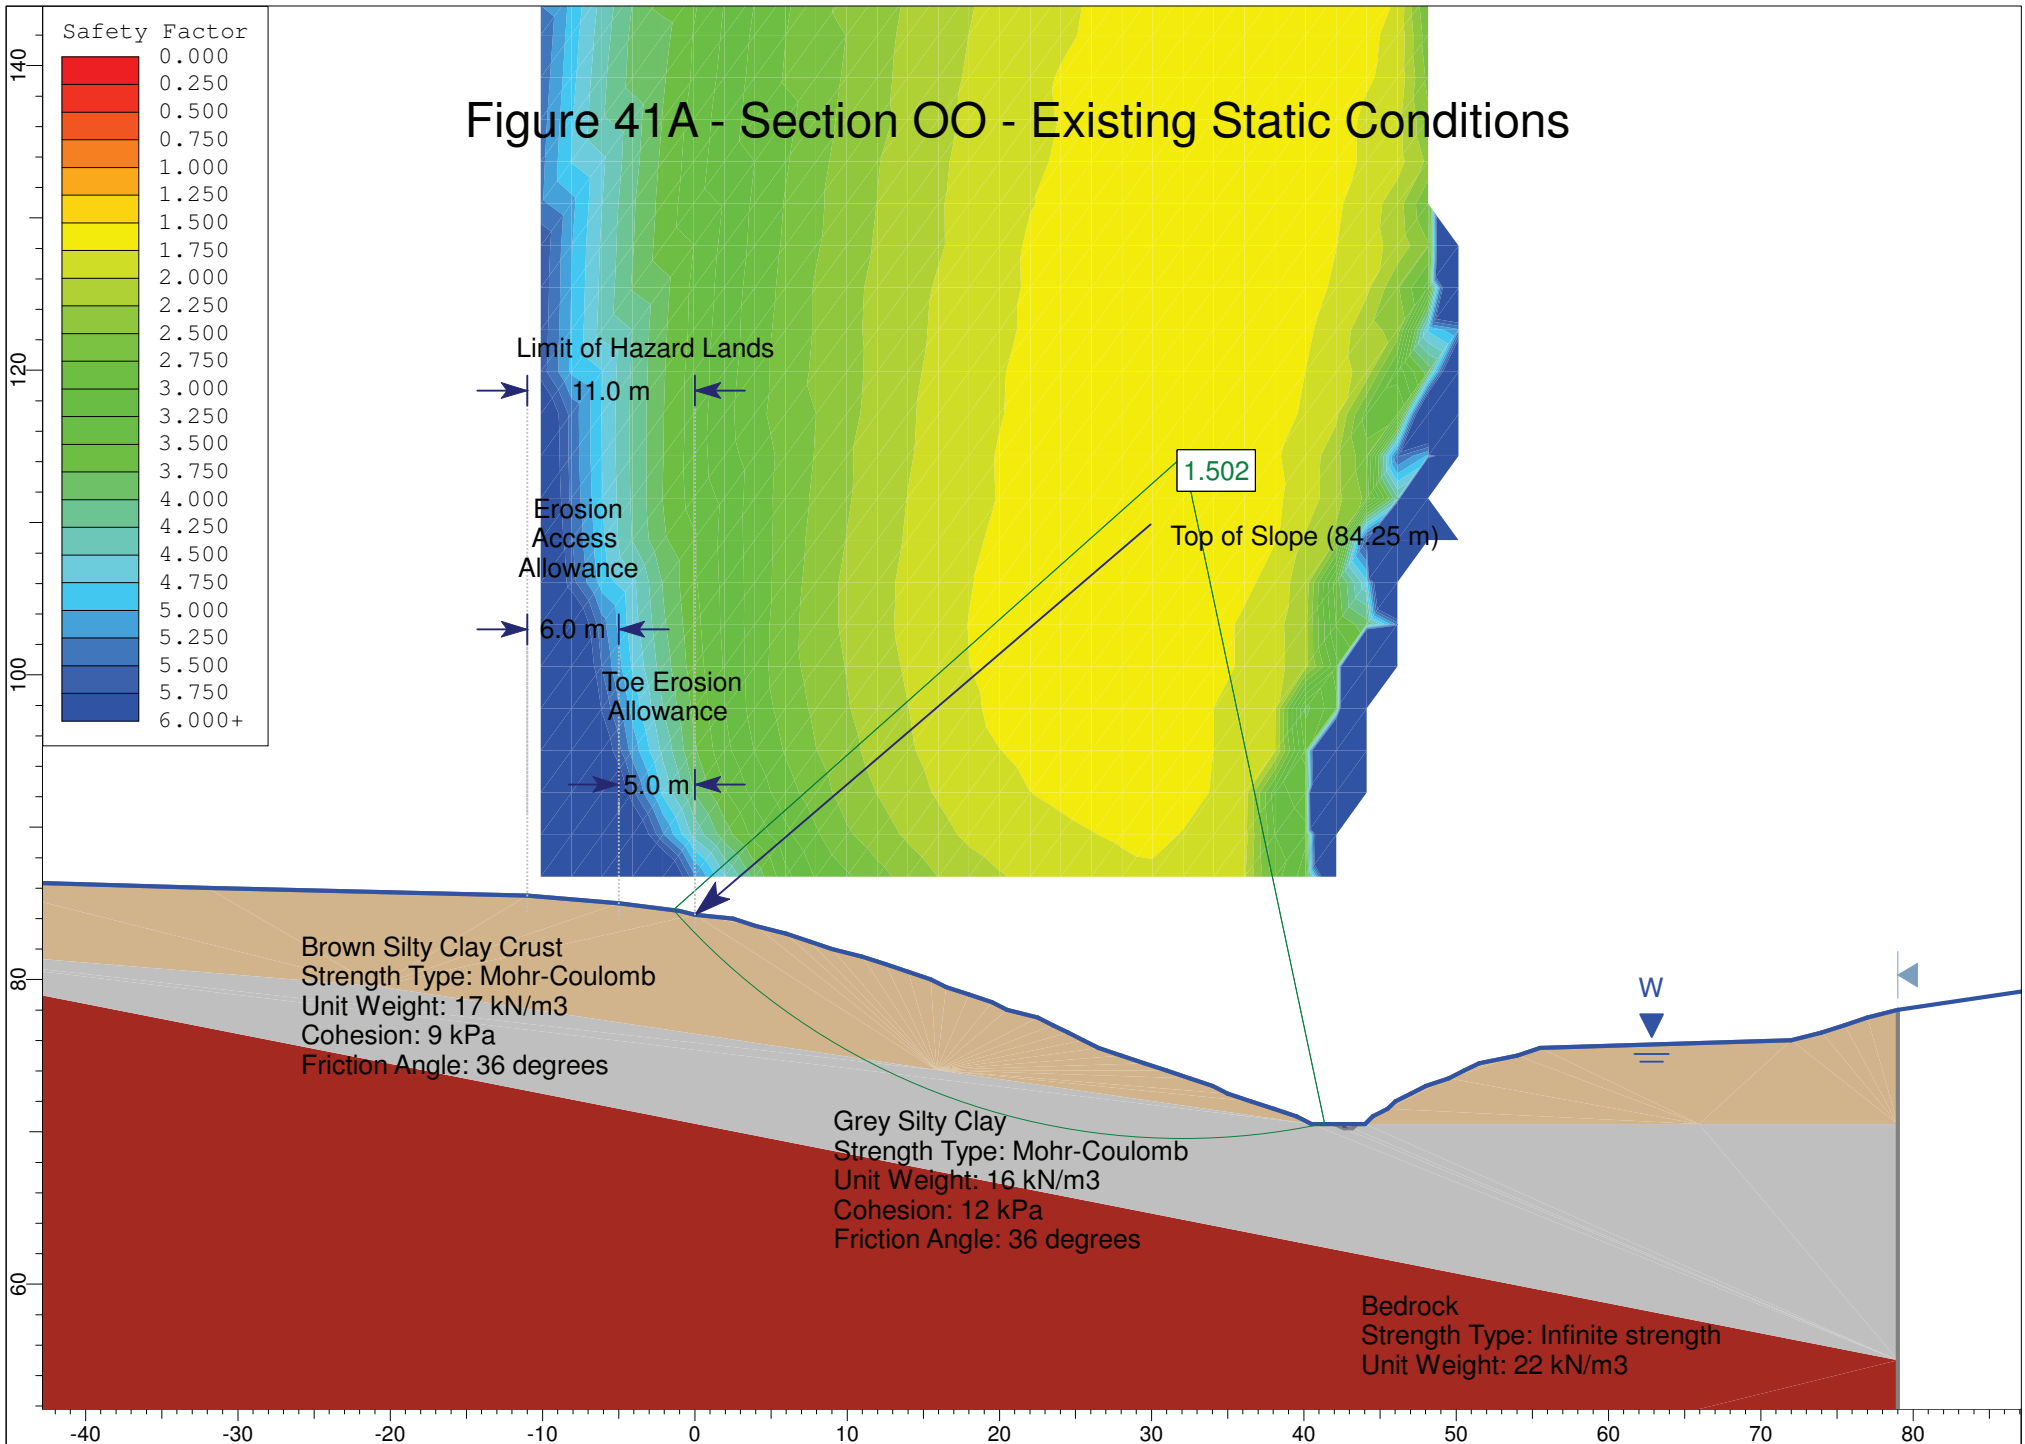 Safety Factor
0.000
0.250
0.500
0.750
1.000
1.250
1.500
1.750
2.000
2.250
2.500
2.750
3.000
3.250
3.500
3.750
4.000
4.250
4.500
4.750
5.000
5.250
5.500
5.750
6.000+
Figure 41A - Section OO - Existing Static Conditions
Limit of Hazard Lands
11.0 m
1.502
Top of Slope (84.25 m)
Erosion
Access
Allowance
6.0 m
Toe Erosion
Allowance
5.0 m
Brown Silty Clay Crust
Strength Type: Mohr-Coulomb
Unit Weight: 17 kN/m3
Cohesion: 9 kPa
Friction Angle: 36 degrees
W
Grey Silty Clay
Strength Type: Mohr-Coulomb
Unit Weight: 16 kN/m3
Cohesion: 12 kPa
Friction Angle: 36 degrees
Bedrock
Strength Type: Infinite strength
Unit Weight: 22 kN/m3
140
120
100
80
60
-40 -30 -20 -10 0 10 20 30 40 50 60 70 80